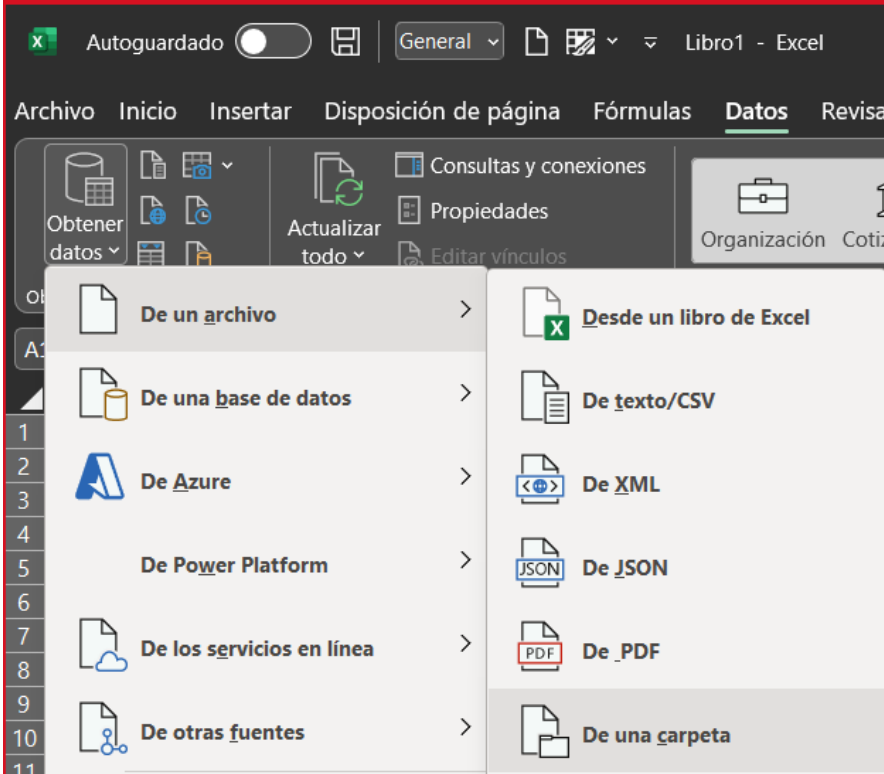 Autoguardado General Libro1 - Excel
Archivo Inicio Insertar Disposición de página Fórmulas Datos
Obtener datos
Actualizar todo
Consultas y conexiones
Propiedades
Editar vínculos
Organización
De un archivo
De una base de datos
De Azure
De Power Platform
De los servicios en línea
De otras fuentes
Desde un libro de Excel
De texto/CSV
De XML
JSON
De JSON
PDF
De _PDF
De una carpeta
1
2
3
4
5
6
7
8
9
10
11